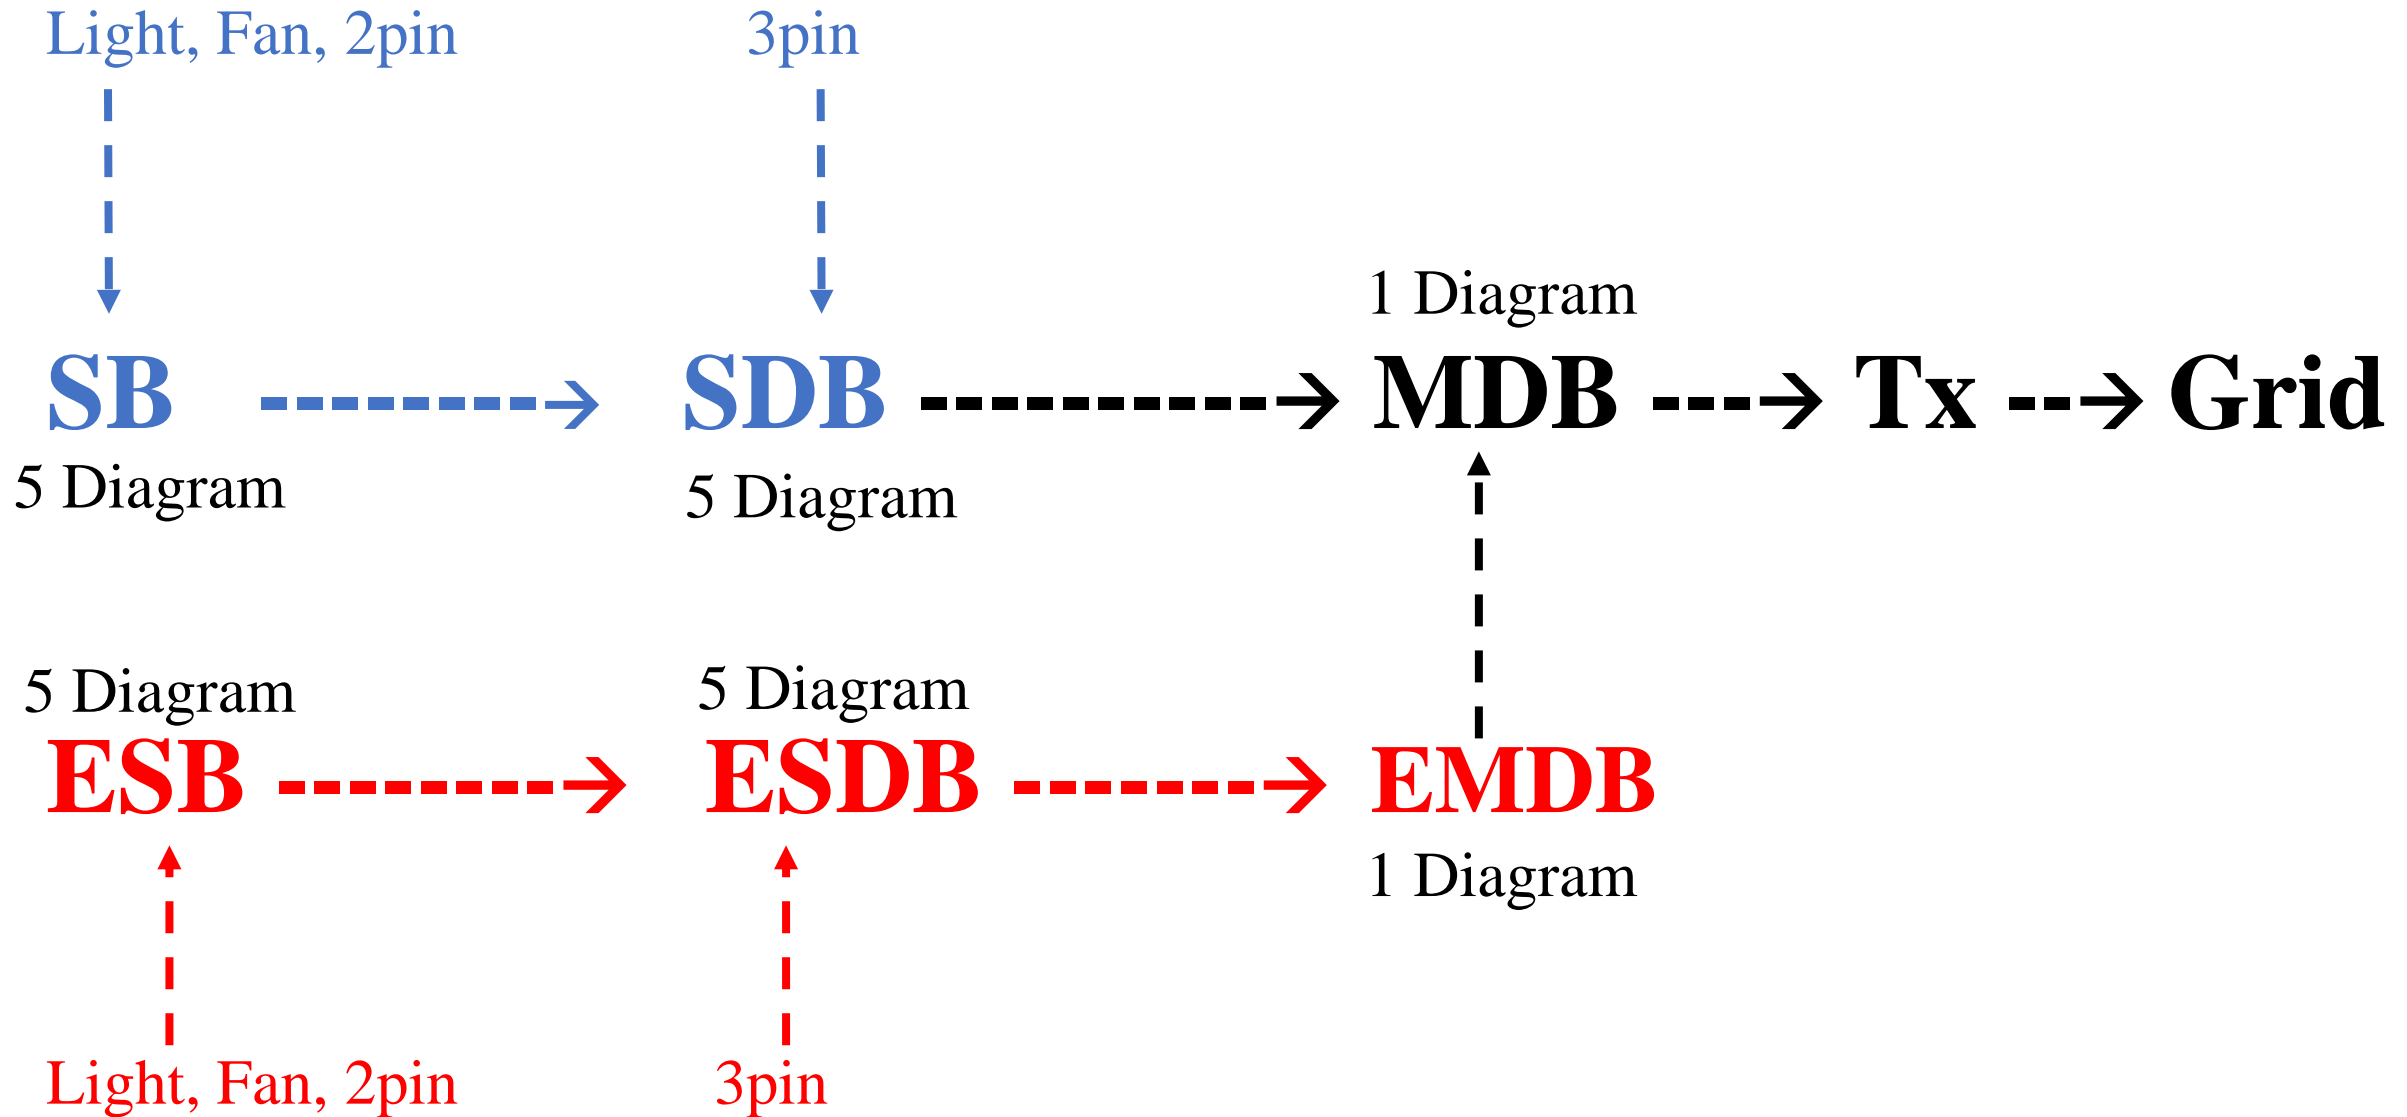 Light, Fan, 2pin
3pin
1 Diagram
SB
SDB
MDB
Tx
Grid
5 Diagram
5 Diagram
5 Diagram
5 Diagram
ESB
ESDB
EMDB
1 Diagram
Light, Fan, 2pin
3pin